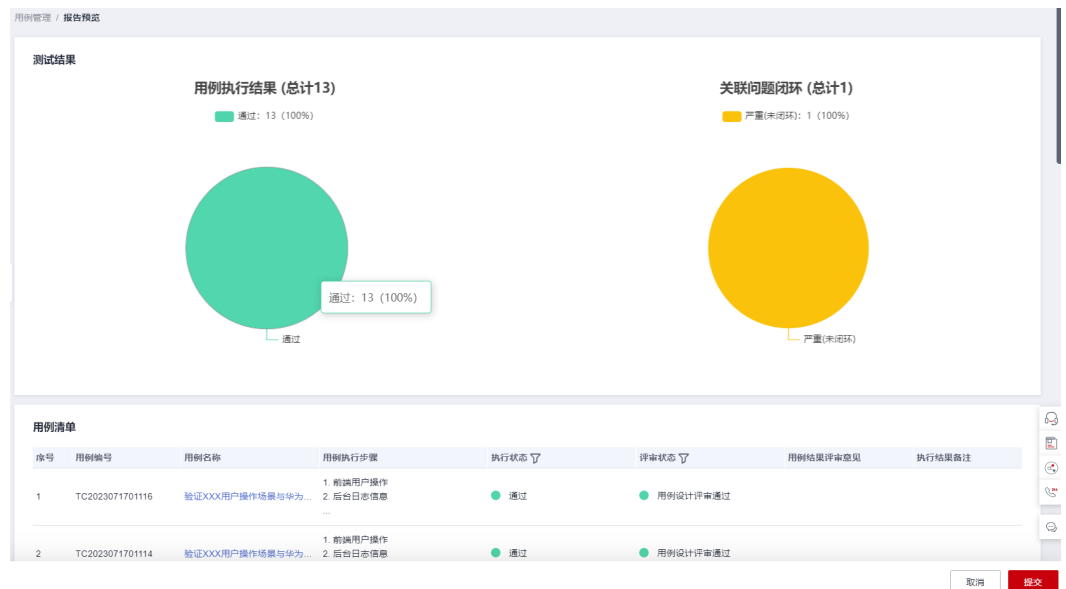 用例管理 / 报告预览
测试结果
用例执行结果 (总计13)
通过：13（100%）
通过：13（100%）
通过
关联问题闭环 (总计1)
严重(未闭环)：1（100%）
严重(未闭环)
用例清单
序号 用例编号 用例名称 用例执行步骤 执行状态 评审状态 用例结果评审意见 执行结果备注
1 TC2023071701116 验证XXX用户操作场景与华为... 1. 前端用户操作 通过 用例设计评审通过
2. 后台日志信息
...
2 TC2023071701114 验证XXX用户操作场景与华为... 1. 前端用户操作 通过 用例设计评审通过
2. 后台日志信息
取消 提交